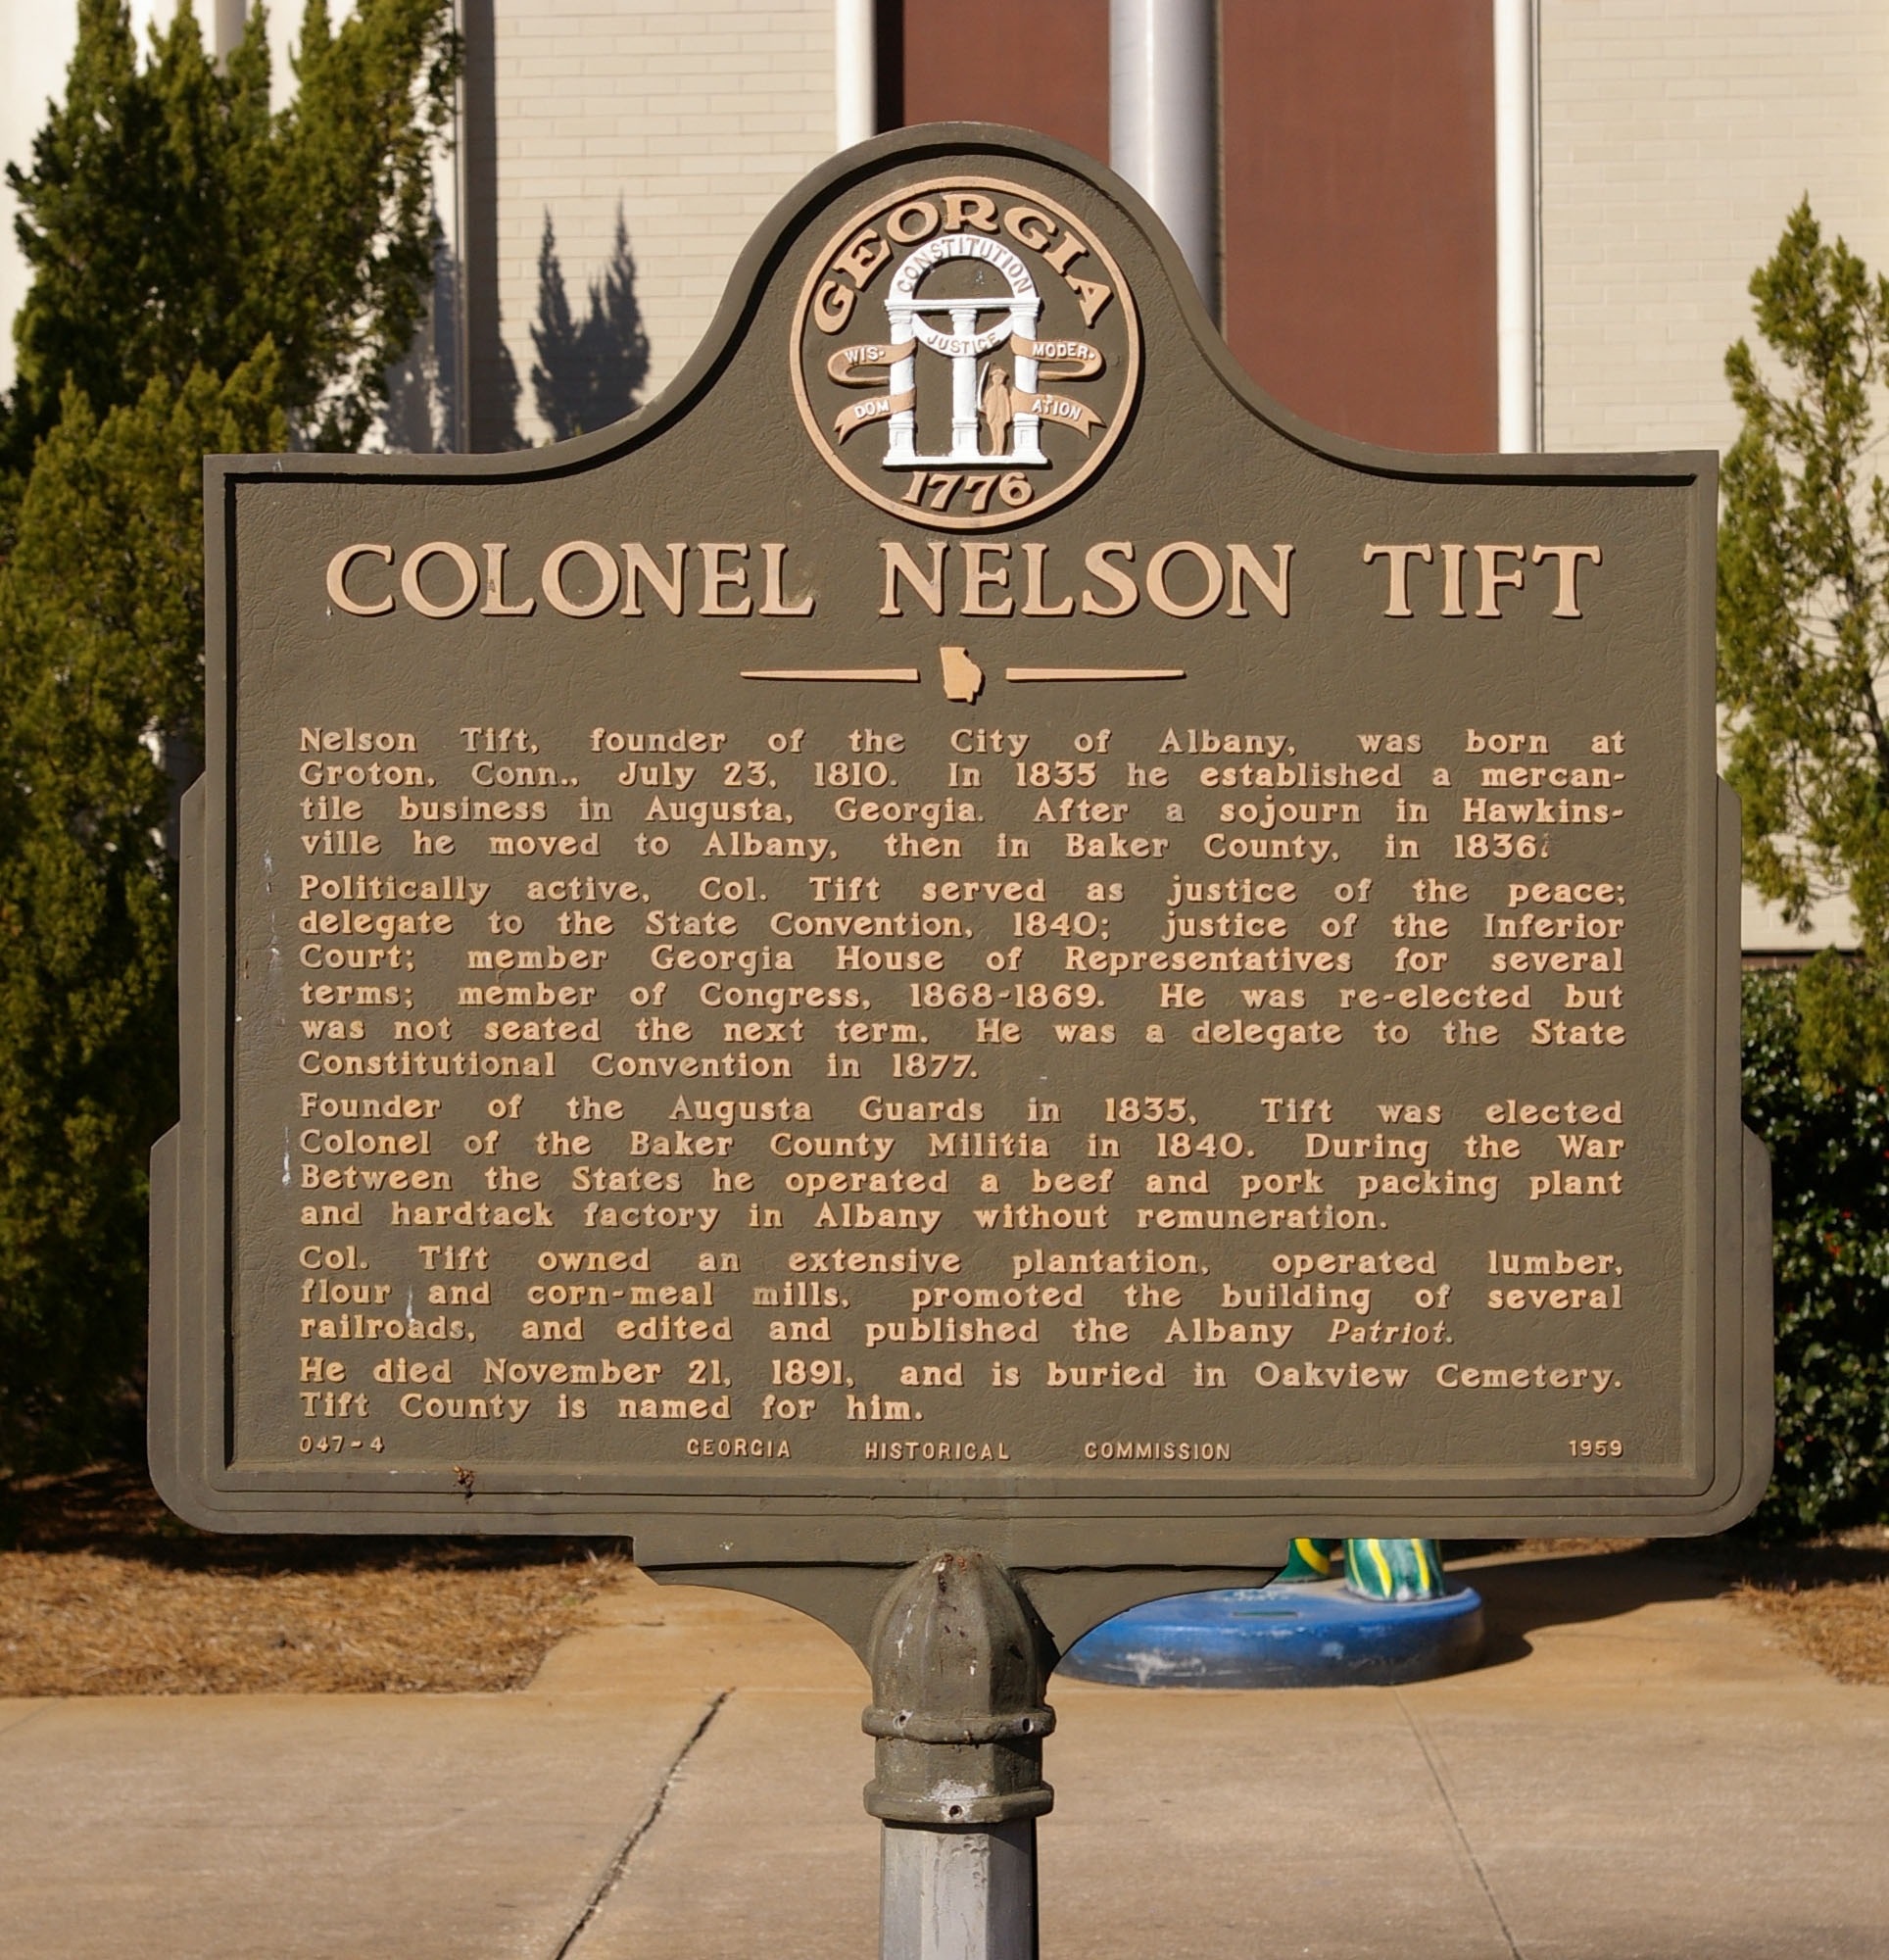 GEORGIA
CONSTITUTION
JUSTICE
WIS-
MODER-
DOM
ATION
1776
COLONEL NELSON TIFT
Nelson Tift, founder of the City of Albany, was born at
Groton, Conn., July 23, 1810. In 1835 he established a mercan-
tile business in Augusta, Georgia. After a sojourn in Hawkins-
ville he moved to Albany, then in Baker County, in 1836.
Politically active, Col. Tift served as justice of the peace;
delegate to the State Convention, 1840; justice of the Inferior
Court; member Georgia House of Representatives for several
terms; member of Congress, 1868-1869. He was re-elected but
was not seated the next term. He was a delegate to the State
Constitutional Convention in 1877.
Founder of the Augusta Guards in 1835, Tift was elected
Colonel of the Baker County Militia in 1840. During the War
Between the States he operated a beef and pork packing plant
and hardtack factory in Albany without remuneration.
Col. Tift owned an extensive plantation, operated lumber,
flour and corn-meal mills, promoted the building of several
railroads, and edited and published the Albany Patriot.
He died November 21, 1891, and is buried in Oakview Cemetery.
Tift County is named for him.
047-4 GEORGIA HISTORICAL COMMISSION 1959